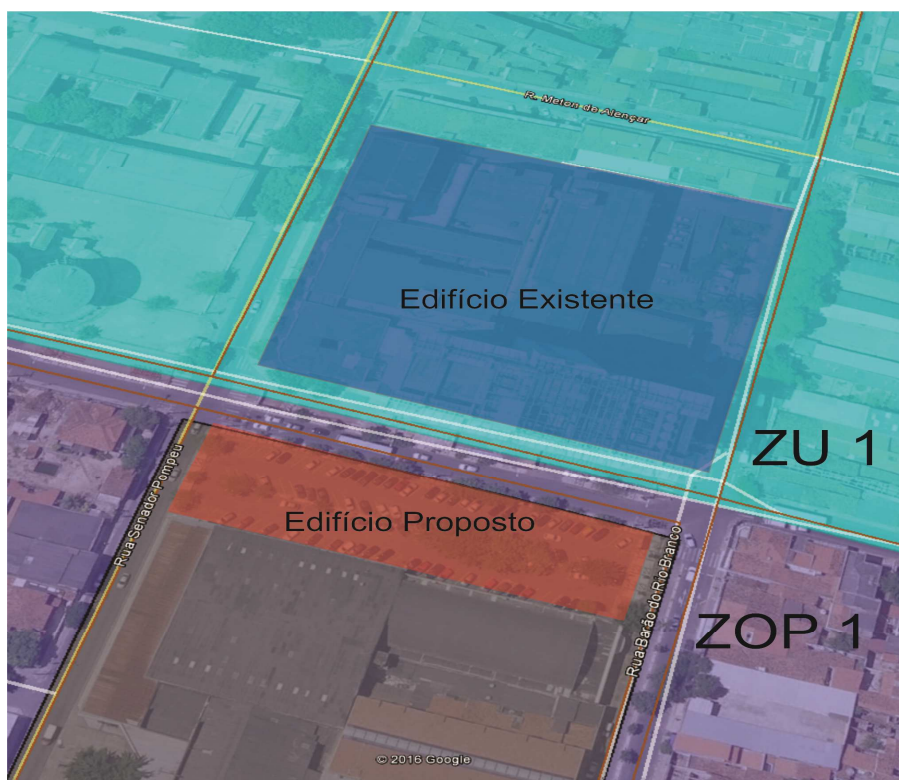 R. Meton de Alençar
Edifício Existente
ZU 1
Rua Senador Pompeu
Edifício Proposto
Rua Barão do Rio Branco
ZOP 1
© 2016 Google